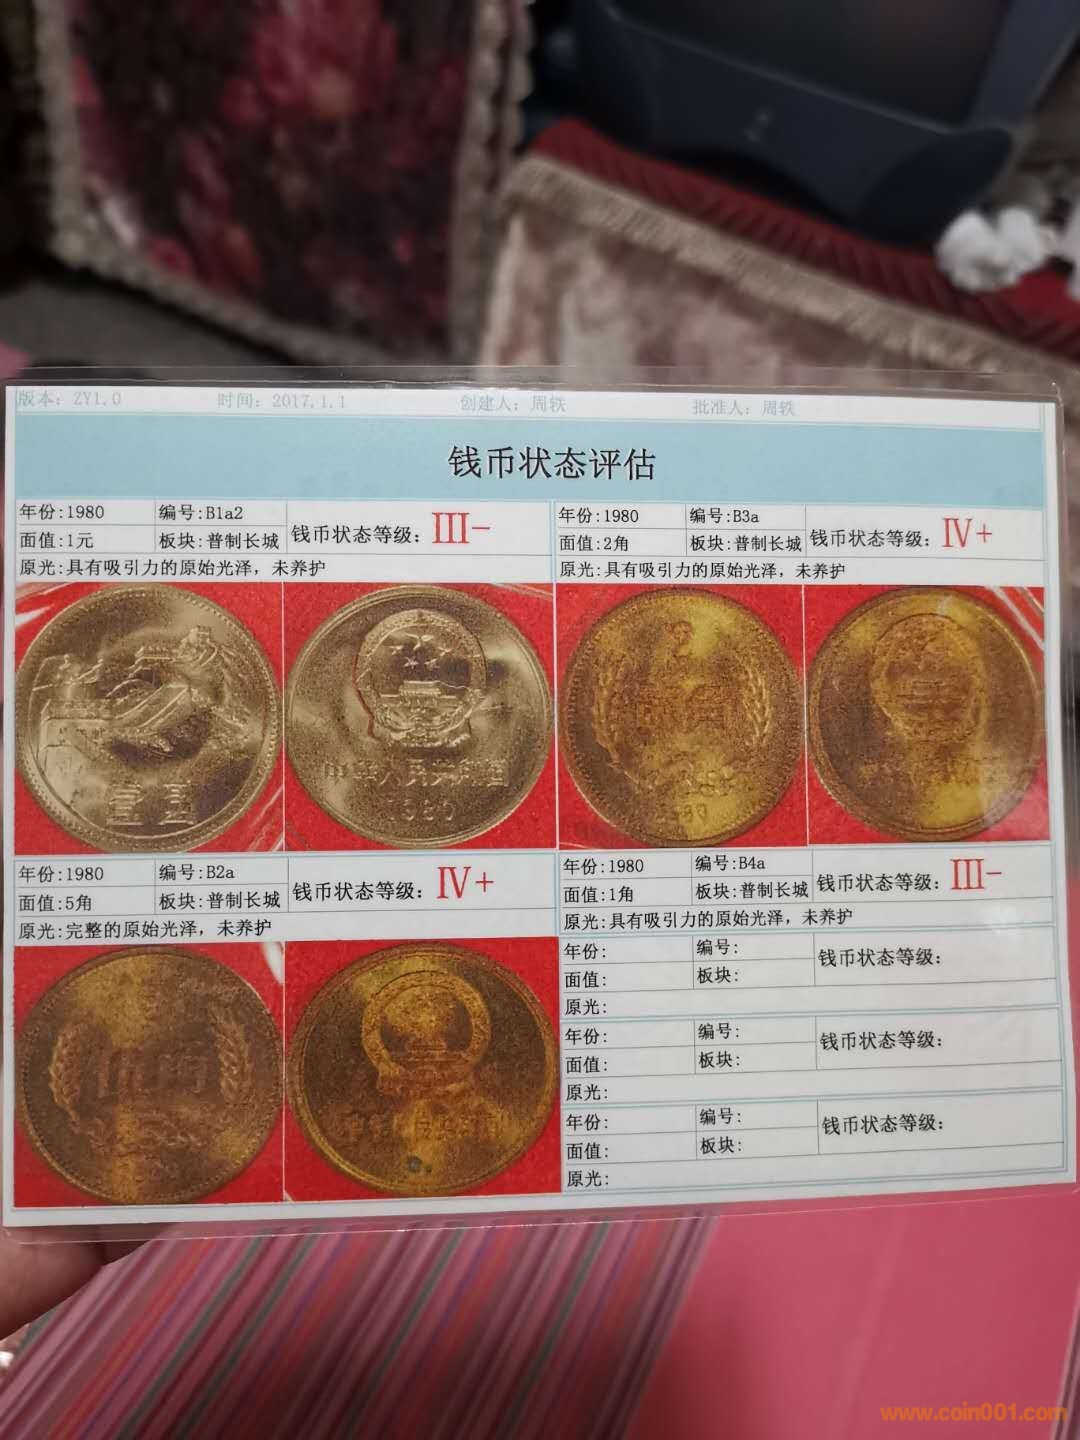 版本：ZY1.0 时间：2017.1.1 创建人：周轶 批准人：周轶
钱币状态评估
年份:1980 编号:B1a2 钱币状态等级：III-
面值:1元 板块:普制长城
原光:具有吸引力的原始光泽，未养护
年份:1980 编号:B3a 钱币状态等级：IV+
面值:2角 板块:普制长城
原光:具有吸引力的原始光泽，未养护
壹圆
中华人民共和国
1980
1980
年份:1980 编号:B2a 钱币状态等级：IV+
面值:5角 板块:普制长城
原光:完整的原始光泽，未养护
年份:1980 编号:B4a 钱币状态等级：III-
面值:1角 板块:普制长城
原光:具有吸引力的原始光泽，未养护
年份: 编号: 钱币状态等级：
面值: 板块:
原光:
年份: 编号: 钱币状态等级：
面值: 板块:
原光:
年份: 编号: 钱币状态等级：
面值: 板块:
原光:
www.coin001.com